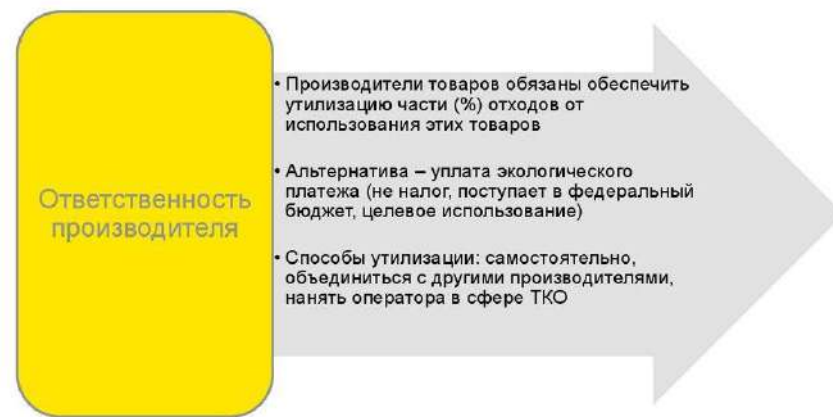 Ответственность
производителя
• Производители товаров обязаны обеспечить
утилизацию части (%) отходов от
использования этих товаров
• Альтернатива – уплата экологического
платежа (не налог, поступает в федеральный
бюджет, целевое использование)
• Способы утилизации: самостоятельно,
объединиться с другими производителями,
нанять оператора в сфере ТКО